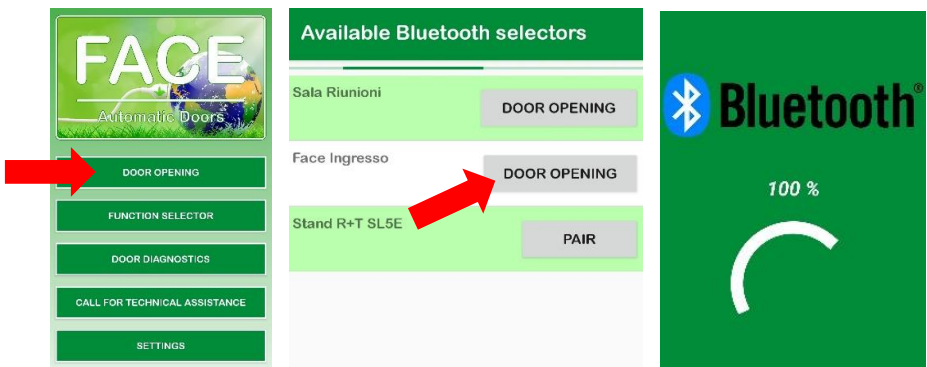 FACE
Automatic Doors
DOOR OPENING
FUNCTION SELECTOR
DOOR DIAGNOSTICS
CALL FOR TECHNICAL ASSISTANCE
SETTINGS
Available Bluetooth selectors
Sala Riunioni
DOOR OPENING
Face Ingresso
DOOR OPENING
Stand R+T SL5E
PAIR
Bluetooth®
100 %